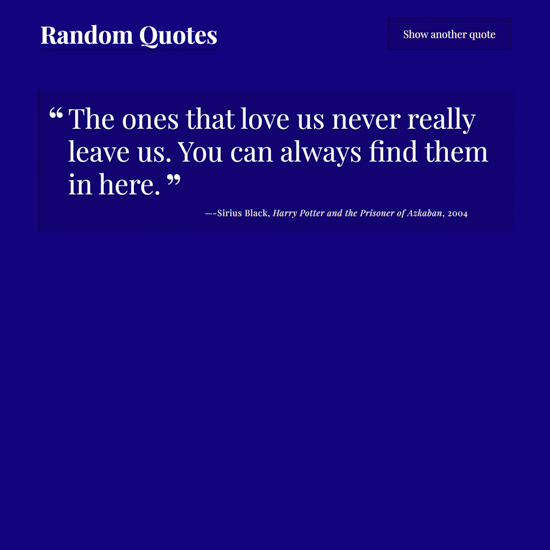 Random Quotes
Show another quote
“ The ones that love us never really
leave us. You can always find them
in here. ”
—-Sirius Black, Harry Potter and the Prisoner of Azkaban, 2004